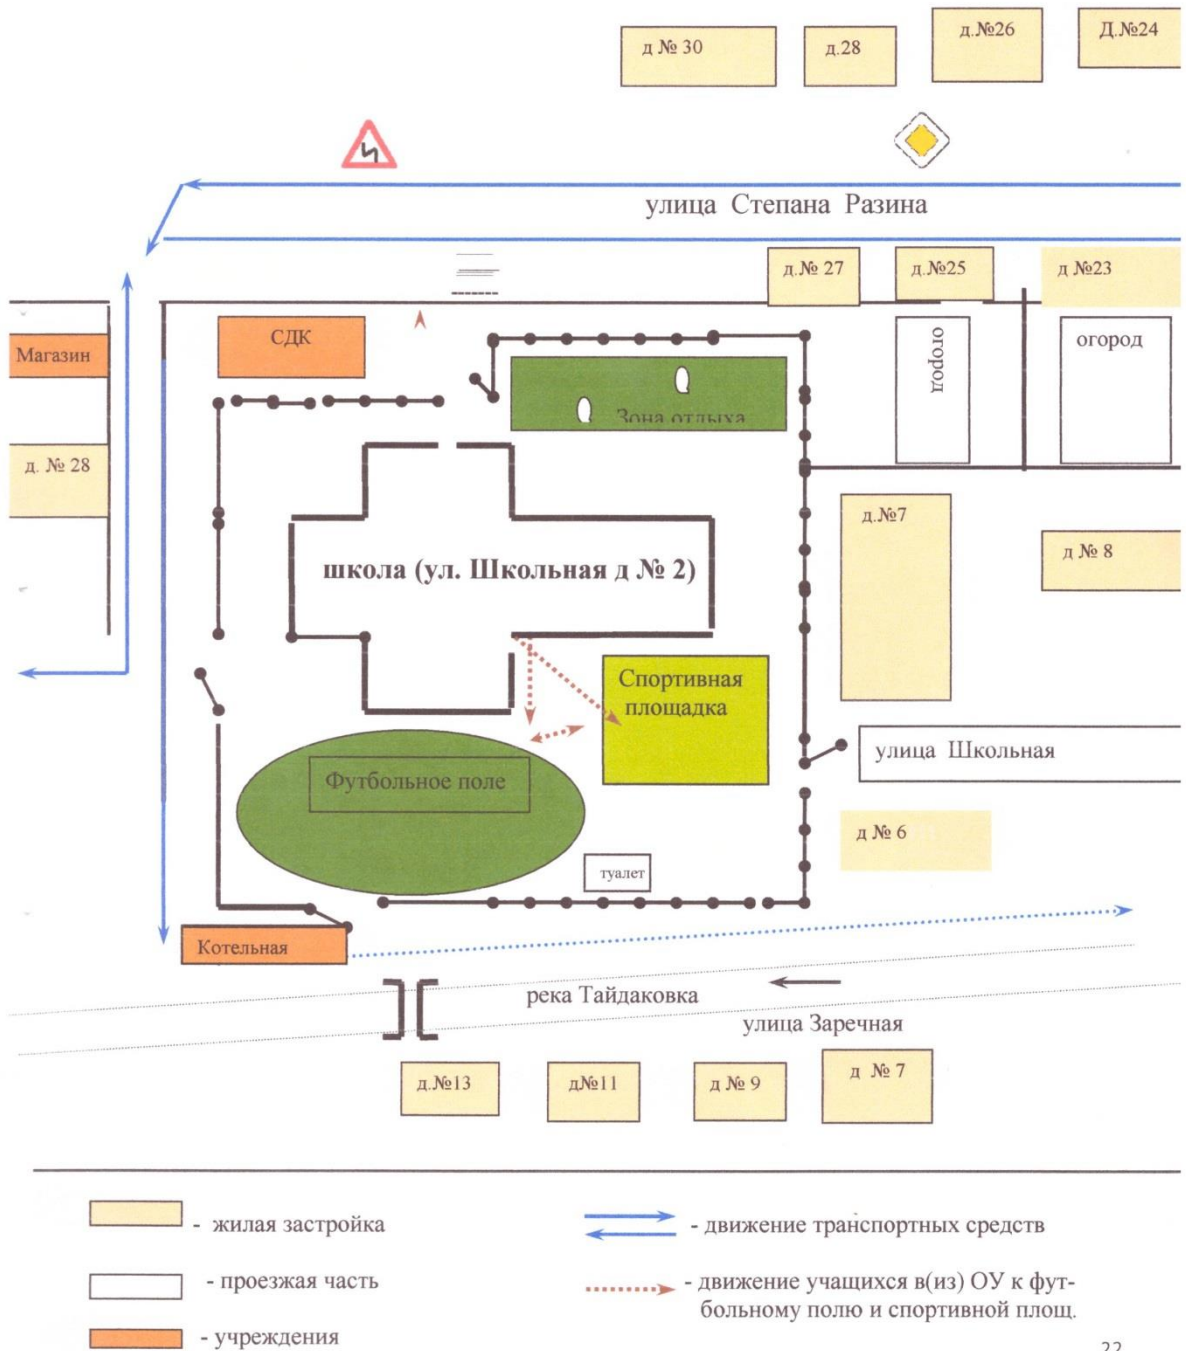 д № 30
д.28
д.№26
Д.№24
улица Степана Разина
д.№ 27
д.№25
д №23
Магазин
СДК
огород
огород
Зона отдыха
д. № 28
д.№7
д № 8
школа (ул. Школьная д № 2)
Спортивная
площадка
улица Школьная
Футбольное поле
д № 6
туалет
Котельная
река Тайдаковка
улица Заречная
д.№13
д№11
д № 9
д № 7
- жилая застройка
- движение транспортных средств
- проезжая часть
- движение учащихся в(из) ОУ к фут-
больному полю и спортивной площ.
- учреждения
22